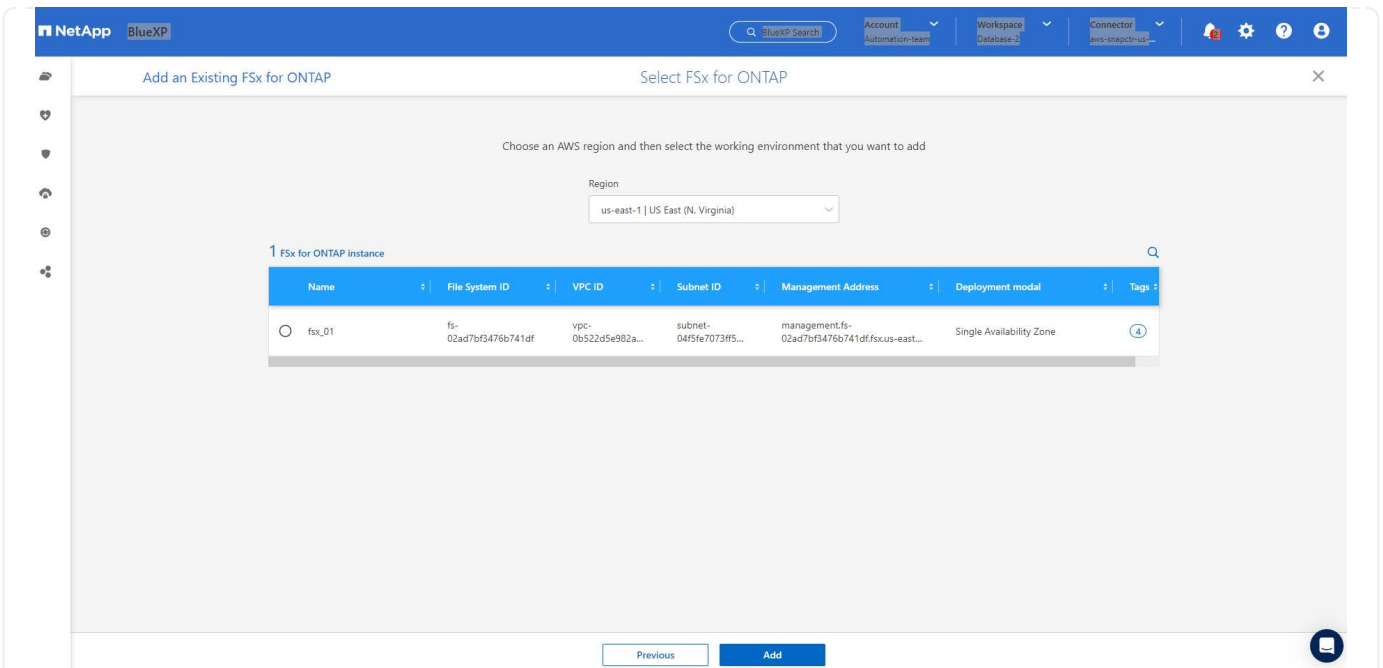 NetApp BlueXP
BlueXP Search
Account
Automation-team
Workspace
Database-2
Connector
aws-snapctr-us-...
2
Add an Existing FSx for ONTAP
Select FSx for ONTAP
Choose an AWS region and then select the working environment that you want to add
Region
us-east-1 | US East (N. Virginia)
1 FSx for ONTAP instance
Name File System ID VPC ID Subnet ID Management Address Deployment modal Tags
fsx_01 fs- vpc- subnet- management.fs- Single Availability Zone 4
02ad7bf3476b741df 0b522d5e982a... 04f5fe7073ff5... 02ad7bf3476b741df.fsx.us-east...
Previous Add